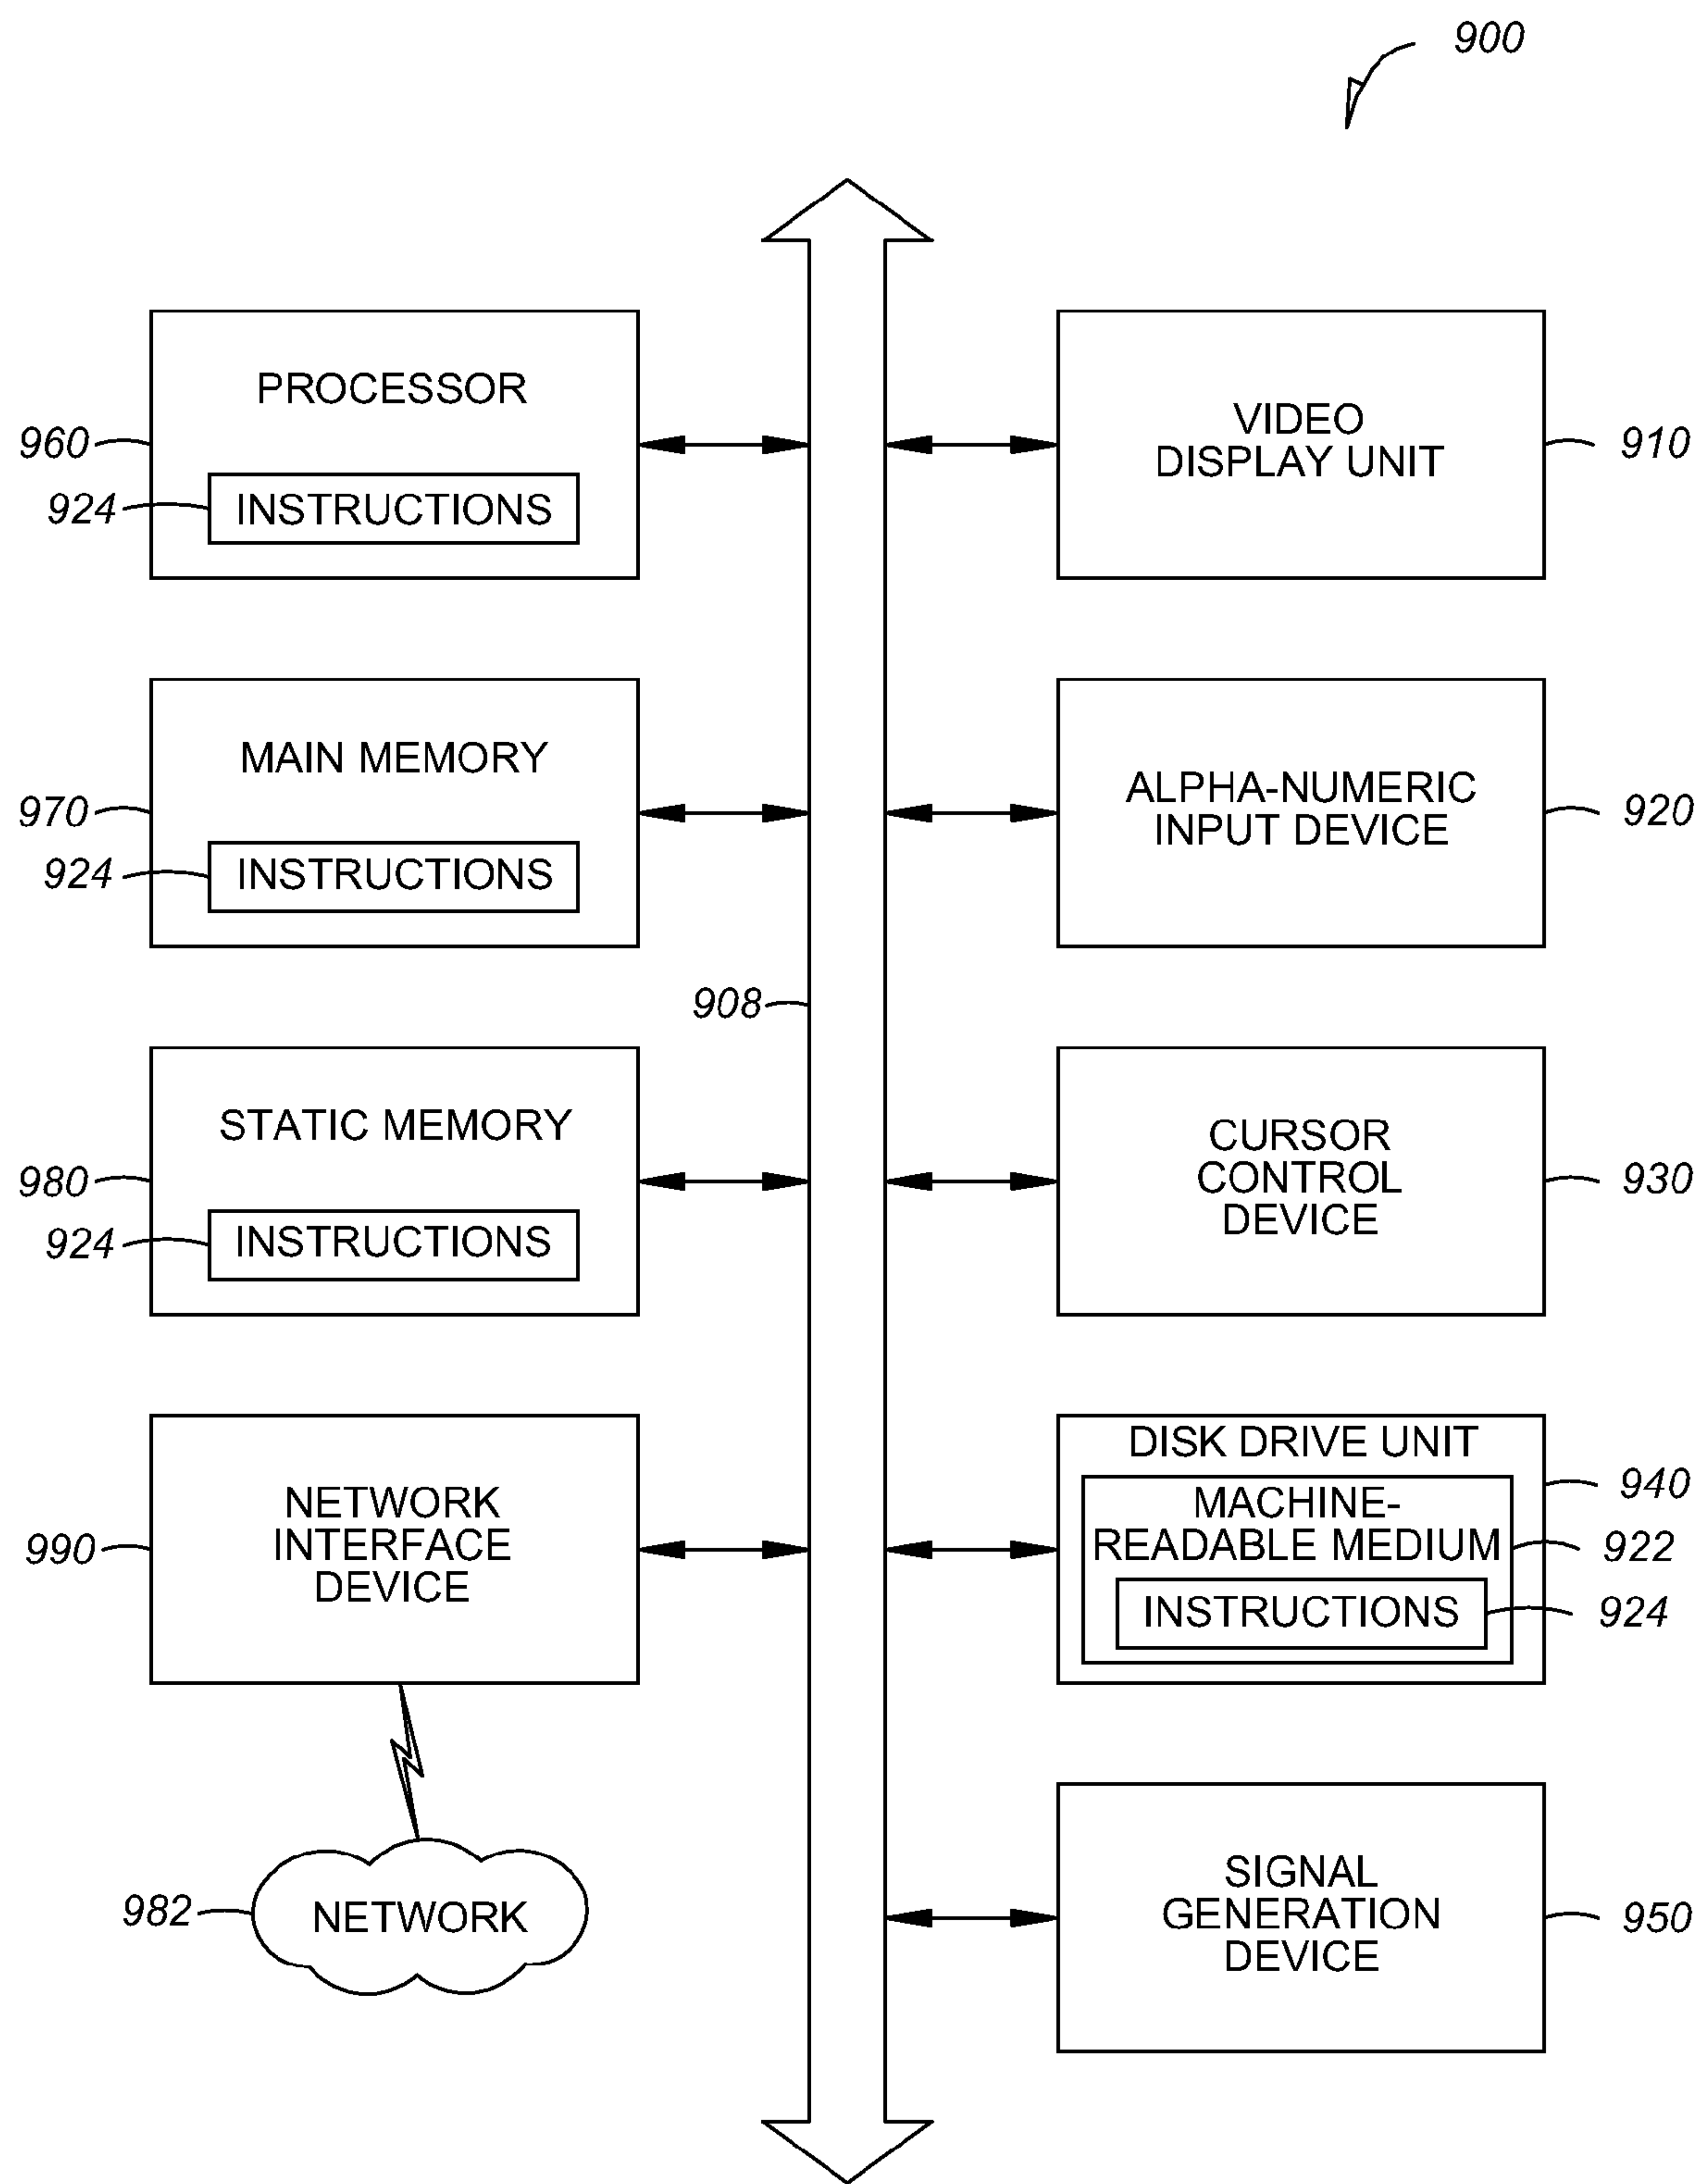 900
PROCESSOR
960
924
INSTRUCTIONS
VIDEO
DISPLAY UNIT
910
MAIN MEMORY
970
924
INSTRUCTIONS
ALPHA-NUMERIC
INPUT DEVICE
920
908
STATIC MEMORY
980
924
INSTRUCTIONS
CURSOR
CONTROL
DEVICE
930
NETWORK
INTERFACE
DEVICE
990
DISK DRIVE UNIT
940
MACHINE-
READABLE MEDIUM
922
INSTRUCTIONS
924
982
NETWORK
SIGNAL
GENERATION
DEVICE
950